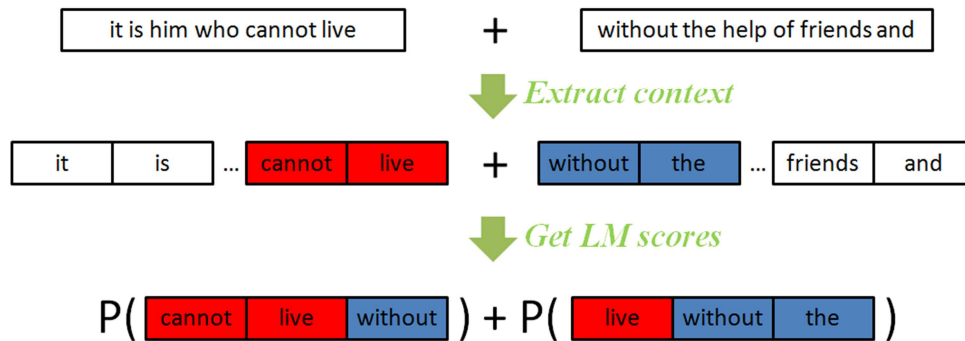 it is him who cannot live + without the help of friends and
Extract context
it is ... cannot live + without the ... friends and
Get LM scores
P( cannot live without ) + P( live without the )